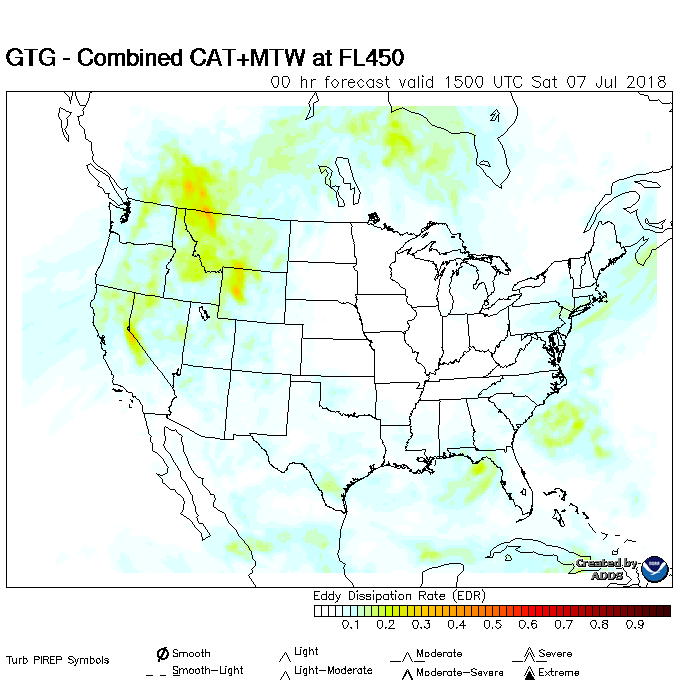 GTG - Combined CAT+MTW at FL450
00 hr forecast valid 1500 UTC Sat 07 Jul 2018
Created by
ADDS
Eddy Dissipation Rate (EDR)
0.1 0.2 0.3 0.4 0.5 0.6 0.7 0.8 0.9
Turb PIREP Symbols
Smooth Light Moderate Severe
Smooth-Light Light-Moderate Moderate-Severe Extreme